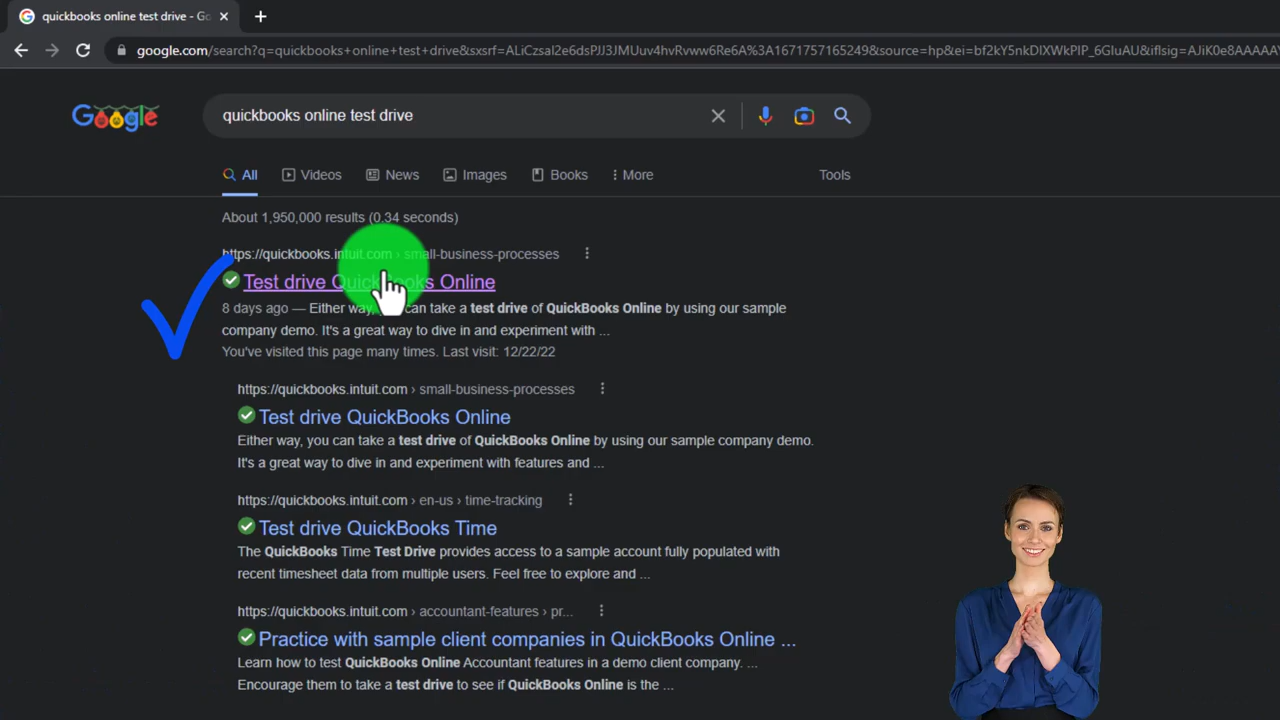 quickbooks online test drive - Go
google.com/search?q=quickbooks+online+test+drive&sxsrf=ALiCzsal2e6dsPJJ3JMUuv4hvRvww6Re6A%3A1671757165249&source=hp&ei=bf2kY5nkDIXWkPIP_6GluAU&iflsig=AJiK0e8AAAAAY
Google
quickbooks online test drive
All Videos News Images Books More Tools
About 1,950,000 results (0.34 seconds)
https://quickbooks.intuit.com › small-business-processes
Test drive QuickBooks Online
8 days ago — Either way, you can take a test drive of QuickBooks Online by using our sample
company demo. It's a great way to dive in and experiment with ...
You've visited this page many times. Last visit: 12/22/22
https://quickbooks.intuit.com › small-business-processes
Test drive QuickBooks Online
Either way, you can take a test drive of QuickBooks Online by using our sample company demo.
It's a great way to dive in and experiment with features and ...
https://quickbooks.intuit.com › en-us › time-tracking
Test drive QuickBooks Time
The QuickBooks Time Test Drive provides access to a sample account fully populated with
recent timesheet data from multiple users. Feel free to explore and ...
https://quickbooks.intuit.com › accountant-features › pr...
Practice with sample client companies in QuickBooks Online ...
Learn how to test QuickBooks Online Accountant features in a demo client company. ...
Encourage them to take a test drive to see if QuickBooks Online is the ...